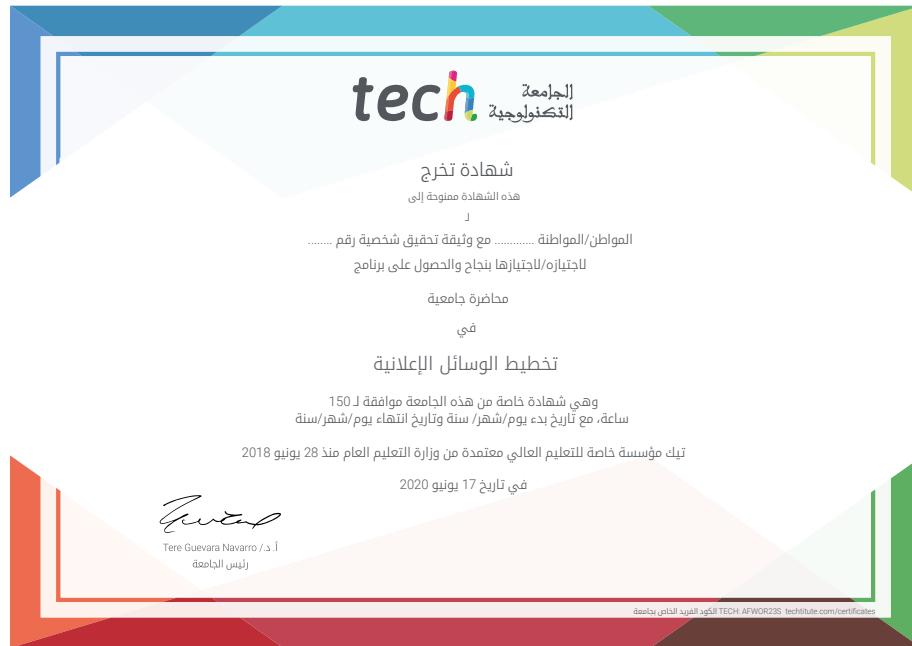 tech الجامعة
التكنولوجية
شهادة تخرج
هذه الشهادة ممنوحة إلى
لـ
المواطن/المواطنة ............ مع وثيقة تحقيق شخصية رقم ........
لاجتيازه/لاجتيازها بنجاح والحصول على برنامج
محاضرة جامعية
في
تخطيط الوسائل الإعلانية
وهي شهادة خاصة من هذه الجامعة موافقة لـ 150
ساعة، مع تاريخ بدء يوم/شهر/ سنة وتاريخ انتهاء يوم/شهر/سنة
تيك مؤسسة خاصة للتعليم العالي معتمدة من وزارة التعليم العام منذ 28 يونيو 2018
في تاريخ 17 يونيو 2020
أ.د./ Tere Guevara Navarro
رئيس الجامعة
الكود الفريد الخاص بجامعة TECH: AFWOR23S techtitute.com/certificates